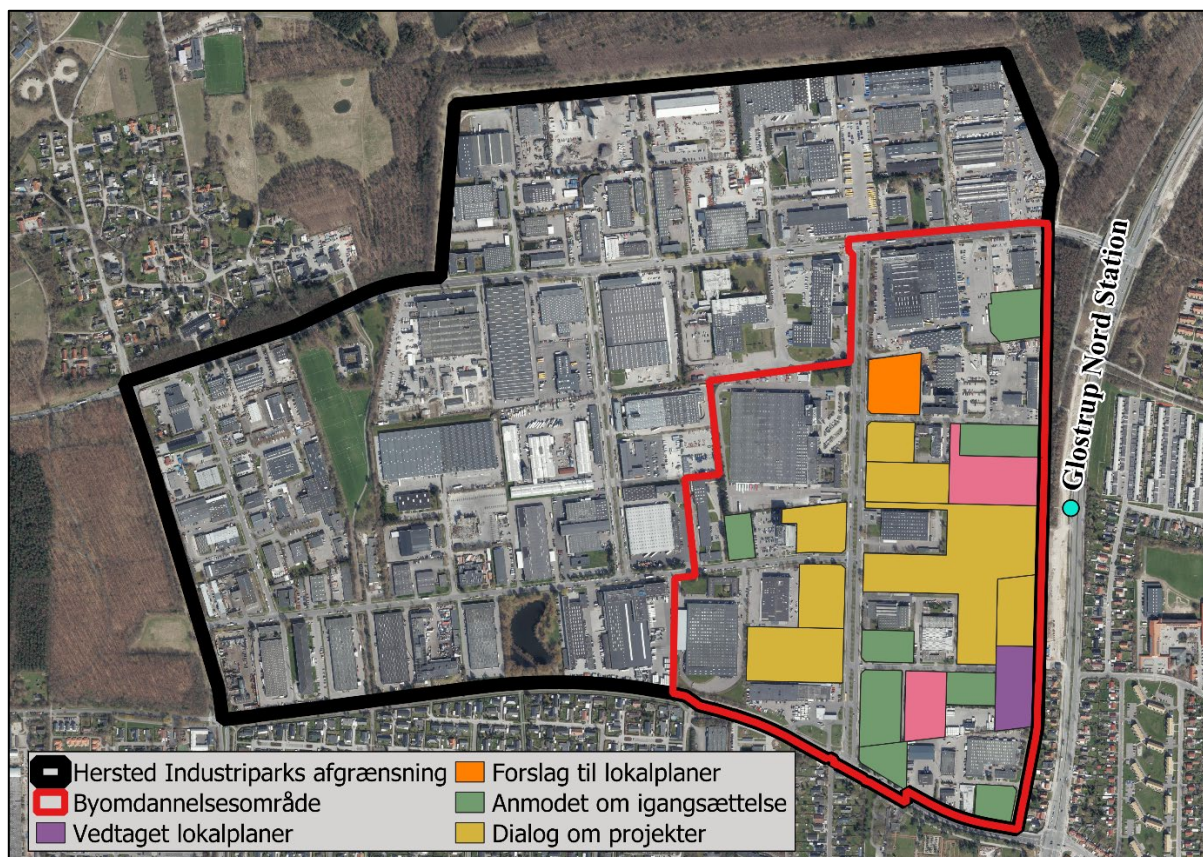 Glostrup Nord Station
Hersted Industriparks afgrænsning
Byomdannelsesområde
Vedtaget lokalplaner
Forslag til lokalplaner
Anmodet om igangsættelse
Dialog om projekter